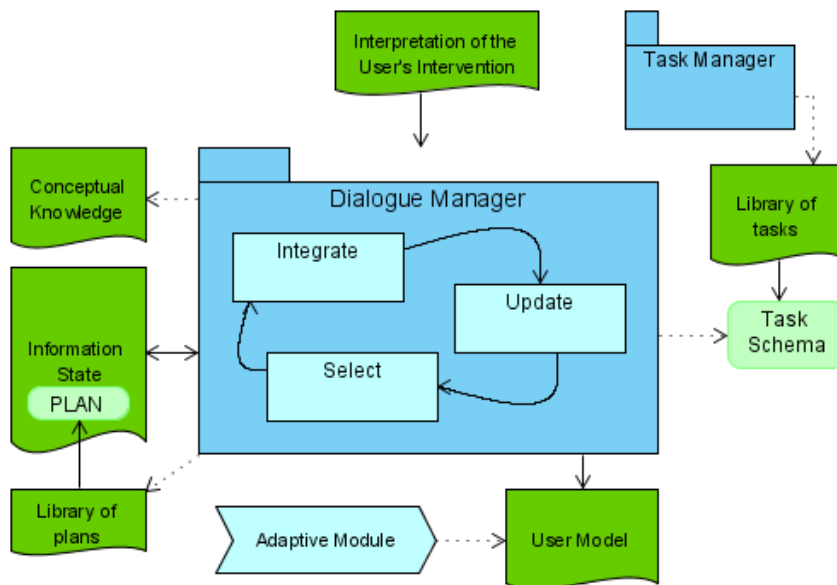 Interpretation of the
User's Intervention
Task Manager
Conceptual
Knowledge
Dialogue Manager
Library of
tasks
Integrate
Update
Task
Schema
Information
State
PLAN
Select
Library of
plans
Adaptive Module
User Model